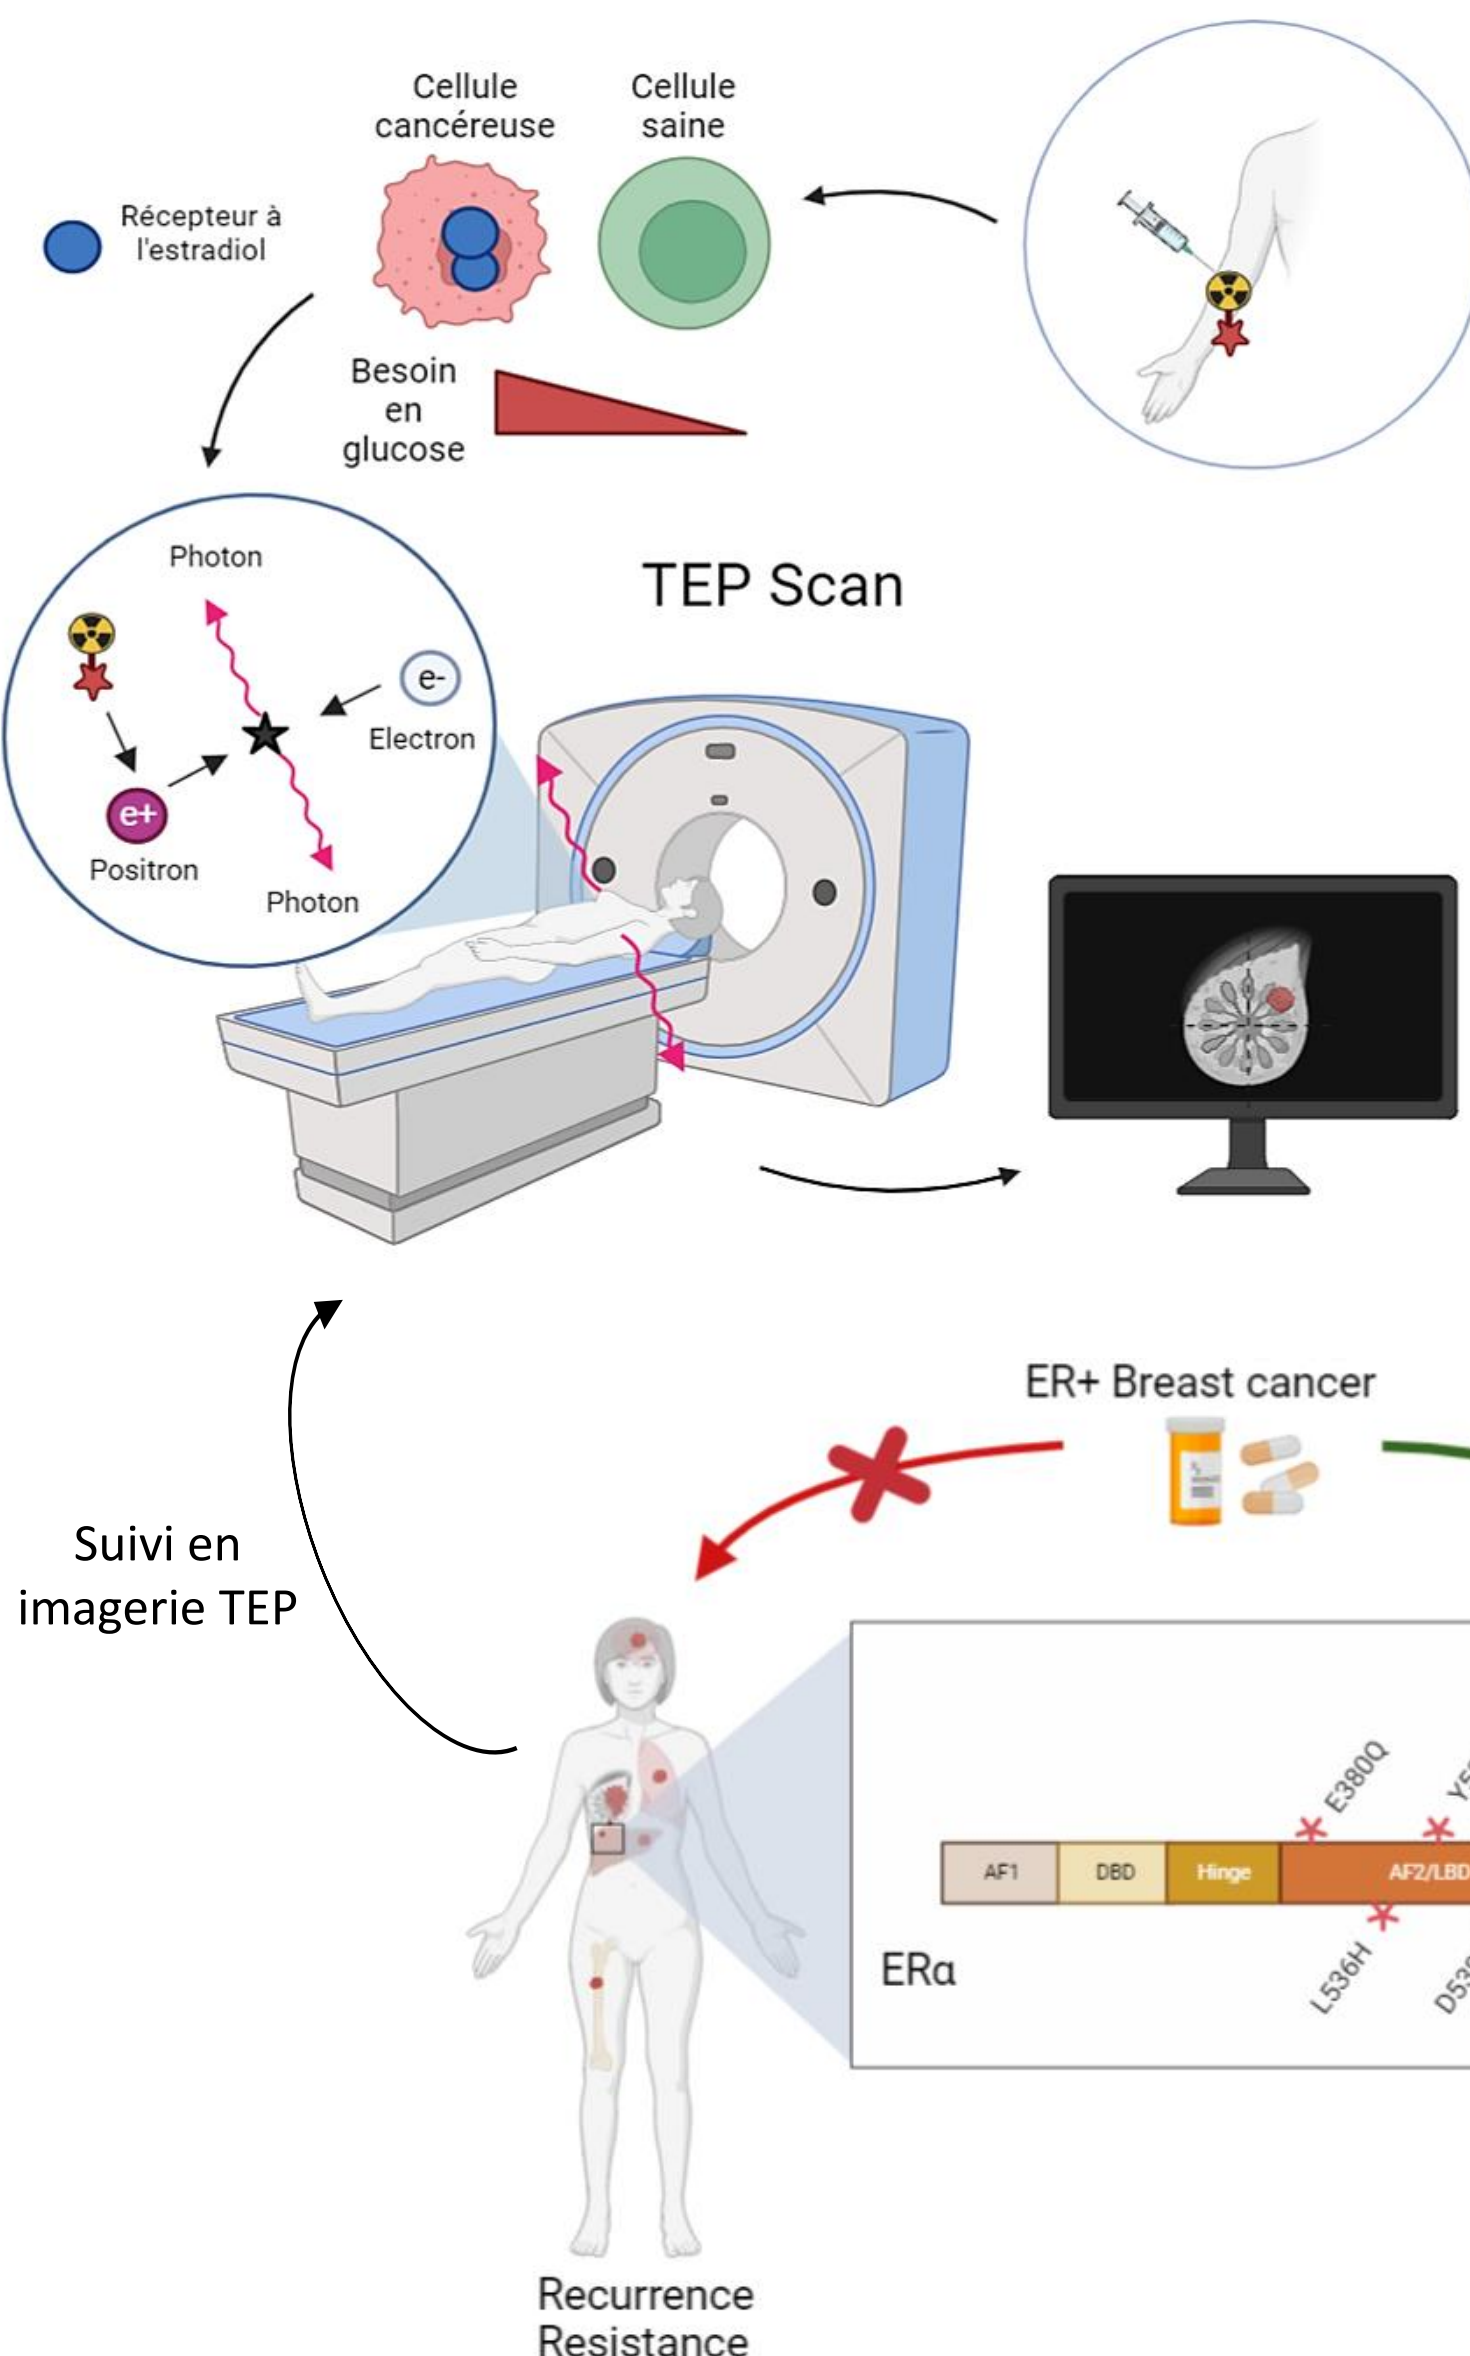 Cellule
cancéreuse
Cellule
saine
Récepteur à
l'estradiol
Besoin
en
glucose
Photon
e-
Electron
e+
Positron
Photon
TEP Scan
ER+ Breast cancer
Suivi en
imagerie TEP
E380Q
AF1
DBD
Hinge
AF2/LBD
L536H
ERα
Recurrence
Resistance